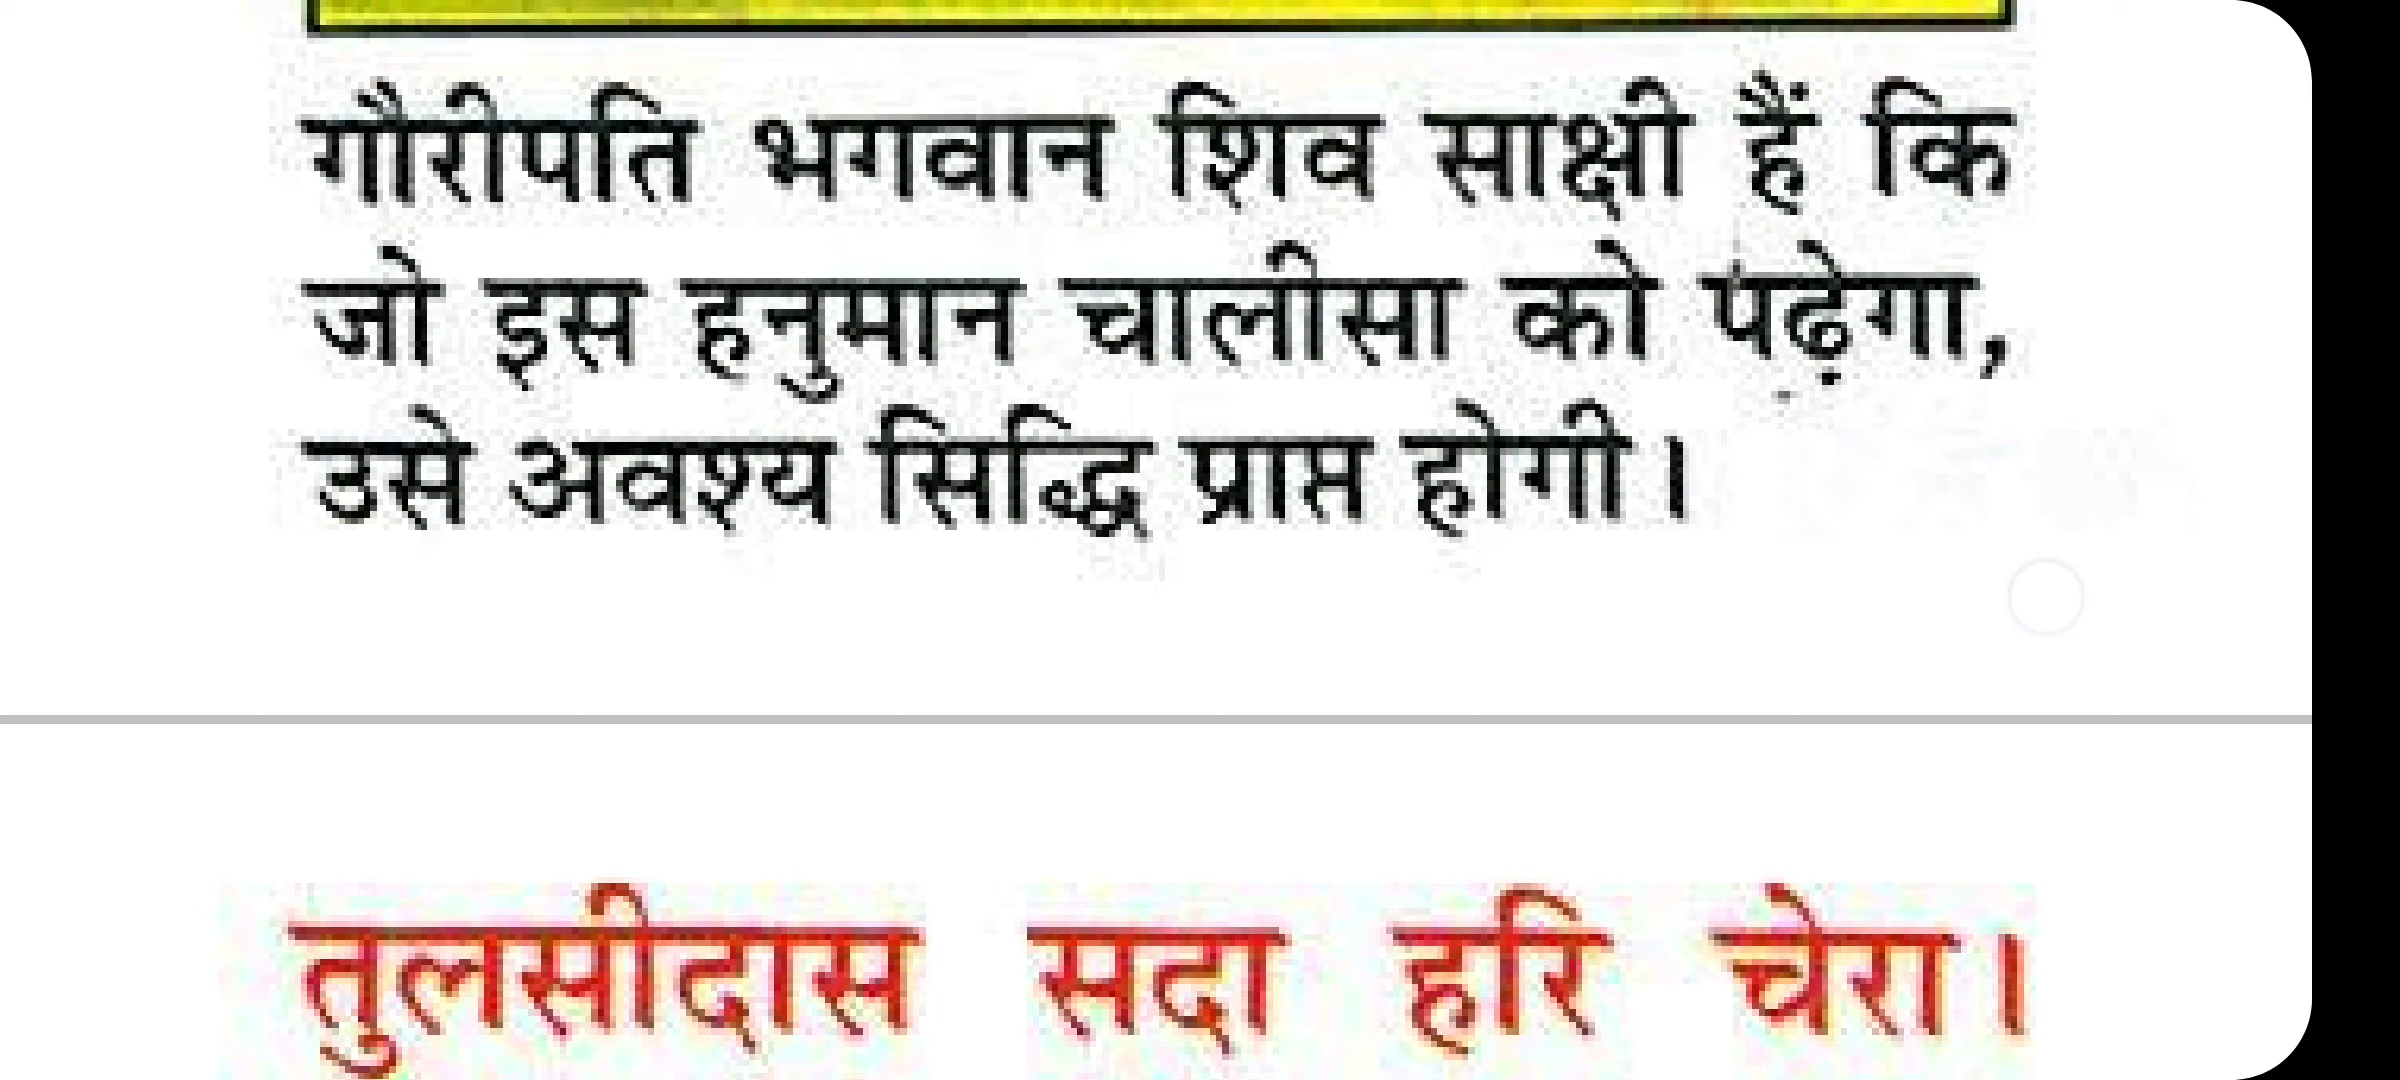 गौरीपति भगवान शिव साक्षी हैं कि
जो इस हनुमान चालीसा को पढ़ेगा,
उसे अवश्य सिद्धि प्राप्त होगी।
तुलसीदास सदा हरि चेरा।